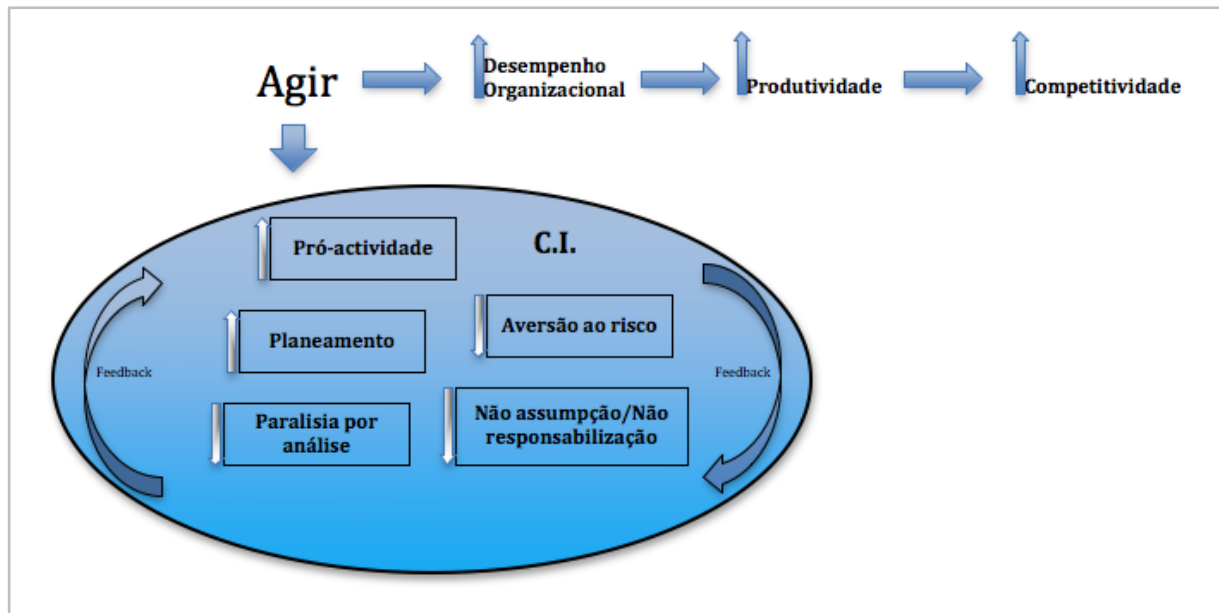 Agir
Desempenho
Organizacional
Produtividade
Competitividade
Pró-actividade
C.I.
Planeamento
Aversão ao risco
Feedback
Feedback
Paralisia por
análise
Não assumpção/Não
responsabilização